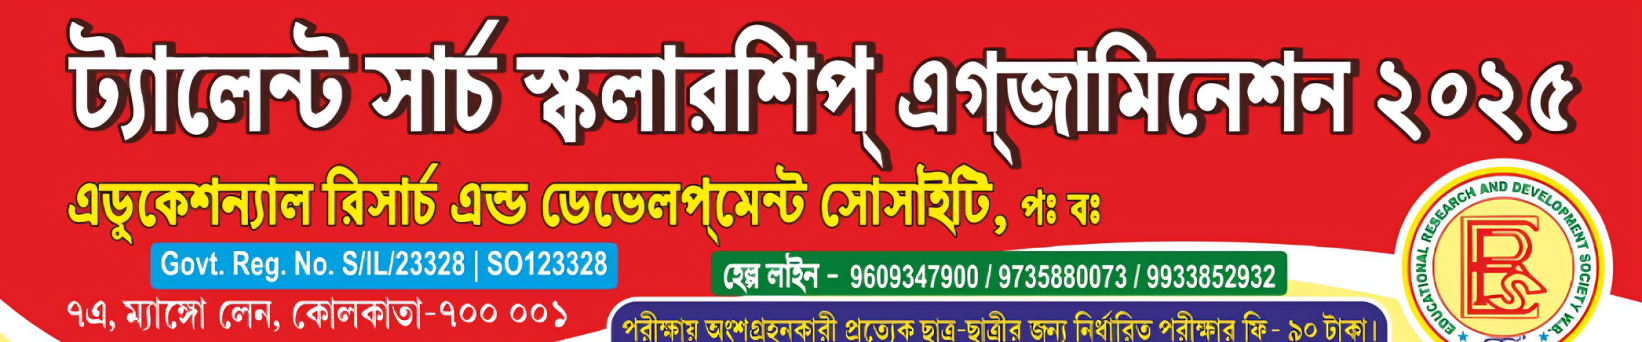 ট্যালেন্ট সার্চ স্কলারশিপ্ এগ্জামিনেশন ২০২৫
এডুকেশন্যাল রিসার্চ এন্ড ডেভেলপ্মেন্ট সোসাইটি, পঃ বঃ
Govt. Reg. No. S/IL/23328 | SO123328
হেল্প লাইন - 9609347900 / 9735880073 / 9933852932
৭এ, ম্যাঙ্গো লেন, কোলকাতা-৭০০ ০০১
পরীক্ষায় অংশগ্রহনকারী প্রত্যেক ছাত্র-ছাত্রীর জন্য নির্ধারিত পরীক্ষার ফি - ৯০ টাকা।
EDUCATIONAL RESEARCH AND DEVELOPMENT SOCIETY W.B.